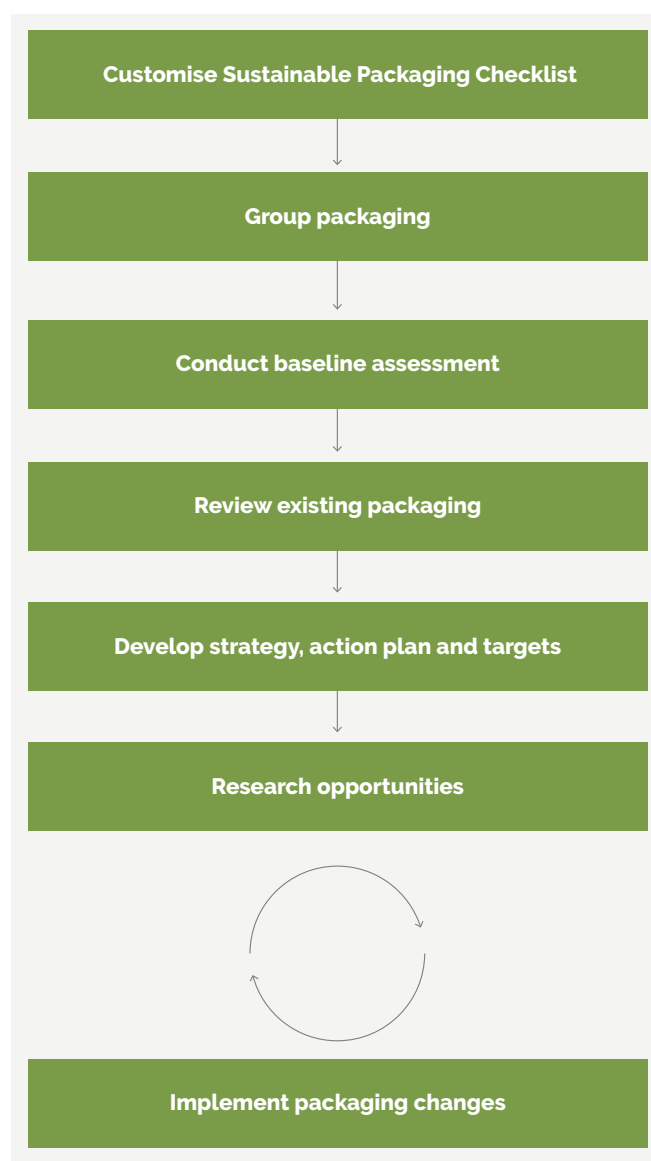 Customise Sustainable Packaging Checklist
Group packaging
Conduct baseline assessment
Review existing packaging
Develop strategy, action plan and targets
Research opportunities
Implement packaging changes